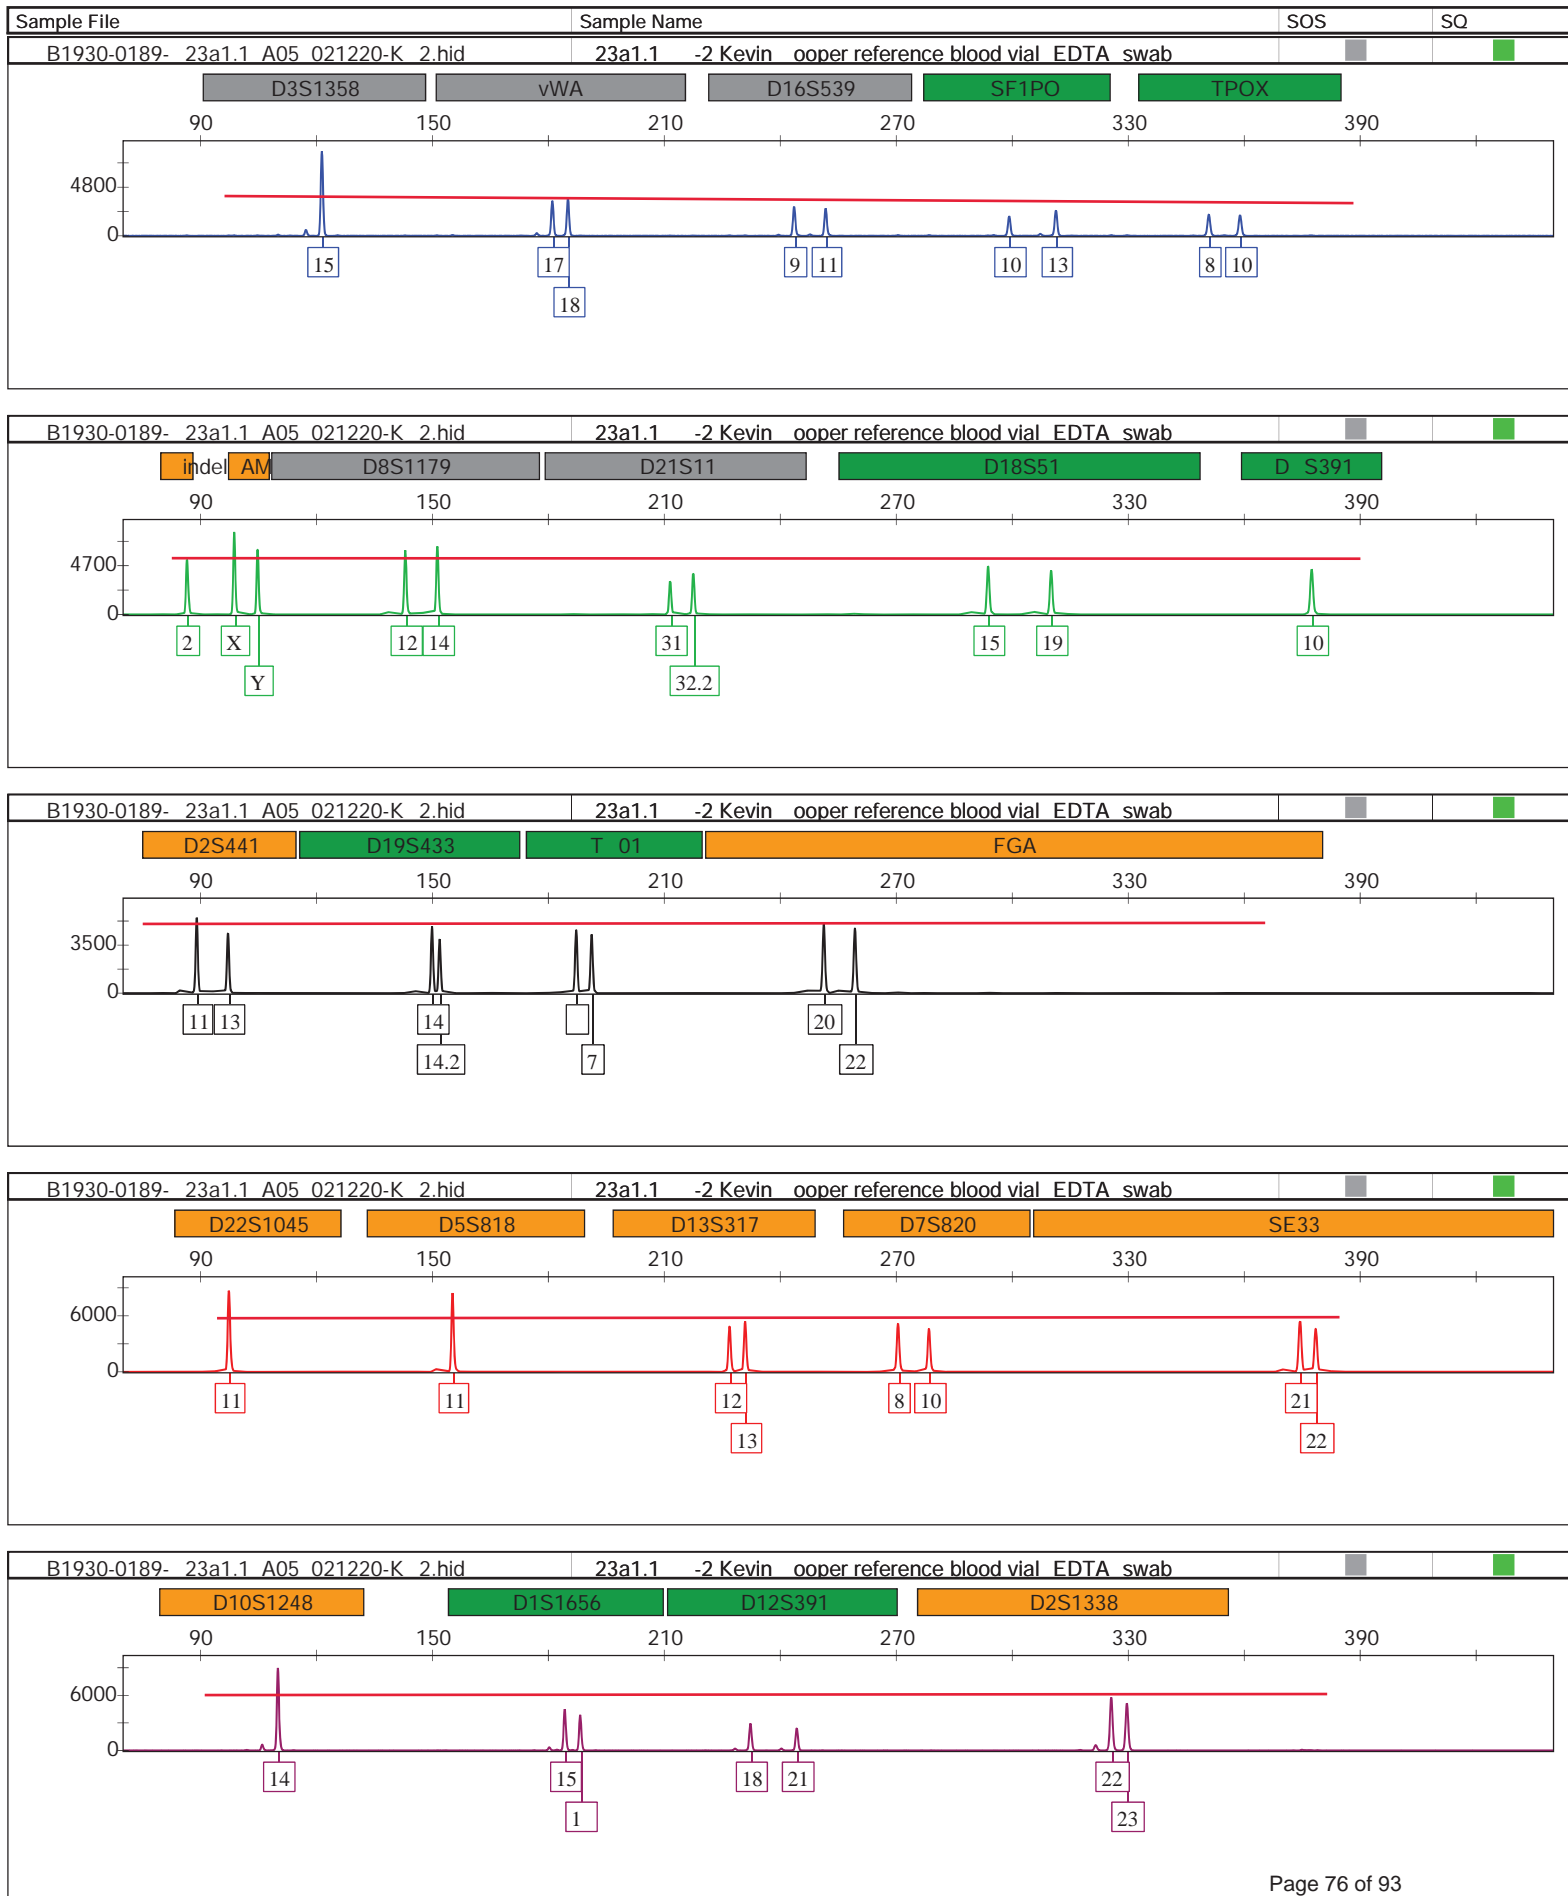 Sample File Sample Name SOS SQ
B1930-0189- 23a1.1 A05 021220-K 2.hid 23a1.1 -2 Kevin ooper reference blood vial EDTA swab
D3S1358 vWA D16S539 SF1PO TPOX
90 150 210 270 330 390
4800
0
15 17 9 11 10 13 8 10
18
B1930-0189- 23a1.1 A05 021220-K 2.hid 23a1.1 -2 Kevin ooper reference blood vial EDTA swab
indel AM D8S1179 D21S11 D18S51 D S391
90 150 210 270 330 390
4700
0
2 X 12 14 31 15 19 10
Y 32.2
B1930-0189- 23a1.1 A05 021220-K 2.hid 23a1.1 -2 Kevin ooper reference blood vial EDTA swab
D2S441 D19S433 T 01 FGA
90 150 210 270 330 390
3500
0
11 13 14 20
14.2 7 22
B1930-0189- 23a1.1 A05 021220-K 2.hid 23a1.1 -2 Kevin ooper reference blood vial EDTA swab
D22S1045 D5S818 D13S317 D7S820 SE33
90 150 210 270 330 390
6000
0
11 11 12 8 10 21
13 22
B1930-0189- 23a1.1 A05 021220-K 2.hid 23a1.1 -2 Kevin ooper reference blood vial EDTA swab
D10S1248 D1S1656 D12S391 D2S1338
90 150 210 270 330 390
6000
0
14 15 18 21 22
1 23
Page 76 of 93